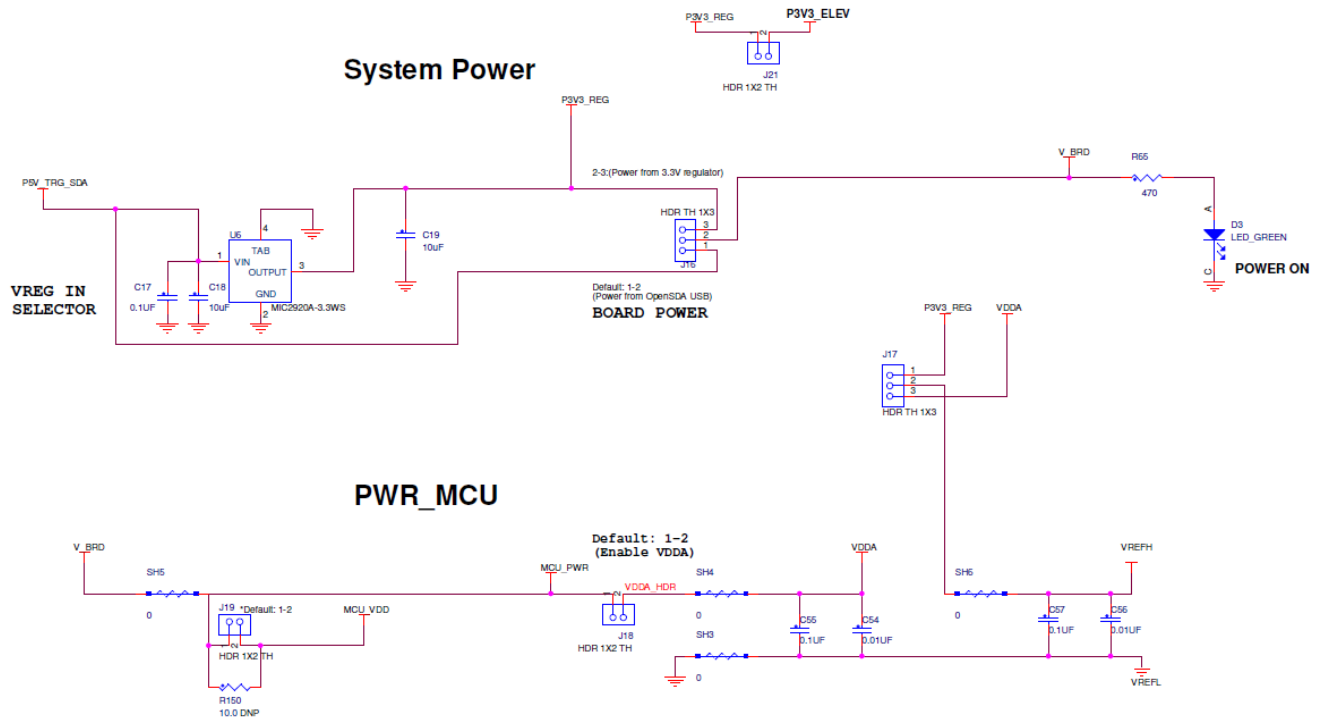 P3V3_REG
P3V3_ELEV
1
2
J21
HDR 1X2 TH
System Power
P3V3_REG
P5V_TRG_SDA
2-3:(Power from 3.3V regulator)
V_BRD
R65
470
HDR TH 1X3
3
2
1
J16
U6
4
TAB
1
VIN
OUTPUT
3
GND
2
MIC2920A-3.3WS
C19
10uF
A
D3
LED_GREEN
C
POWER ON
VREG IN
SELECTOR
C17
0.1UF
C18
10uF
Default: 1-2
(Power from OpenSDA USB)
BOARD POWER
P3V3_REG
VDDA
J17
1
2
3
HDR TH 1X3
PWR_MCU
V_BRD
SH5
0
J19
*Default: 1-2
1
2
HDR 1X2 TH
R150
10.0 DNP
MCU_VDD
MCU_PWR
Default: 1-2
(Enable VDDA)
VDDA_HDR
1
2
J18
HDR 1X2 TH
SH4
0
SH3
0
VDDA
C55
0.1UF
C54
0.01UF
SH6
0
VREFH
C57
0.1UF
C56
0.01UF
VREFL